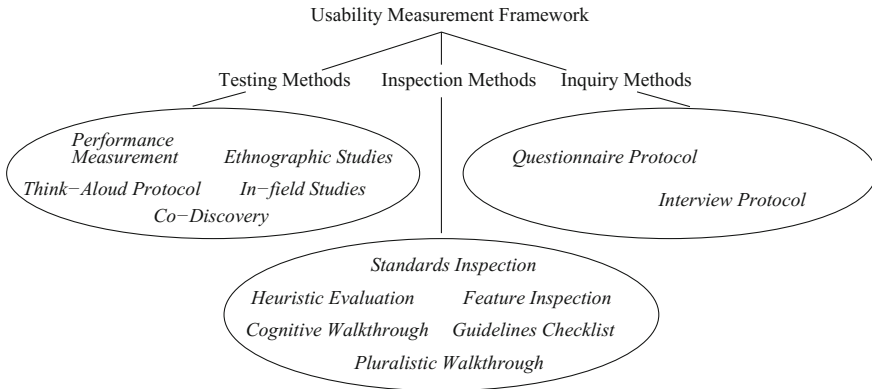 Usability Measurement Framework
Testing Methods
Inspection Methods
Inquiry Methods
Performance
Measurement
Ethnographic Studies
Think−Aloud Protocol
In−field Studies
Co−Discovery
Questionnaire Protocol
Interview Protocol
Standards Inspection
Heuristic Evaluation
Feature Inspection
Cognitive Walkthrough
Guidelines Checklist
Pluralistic Walkthrough